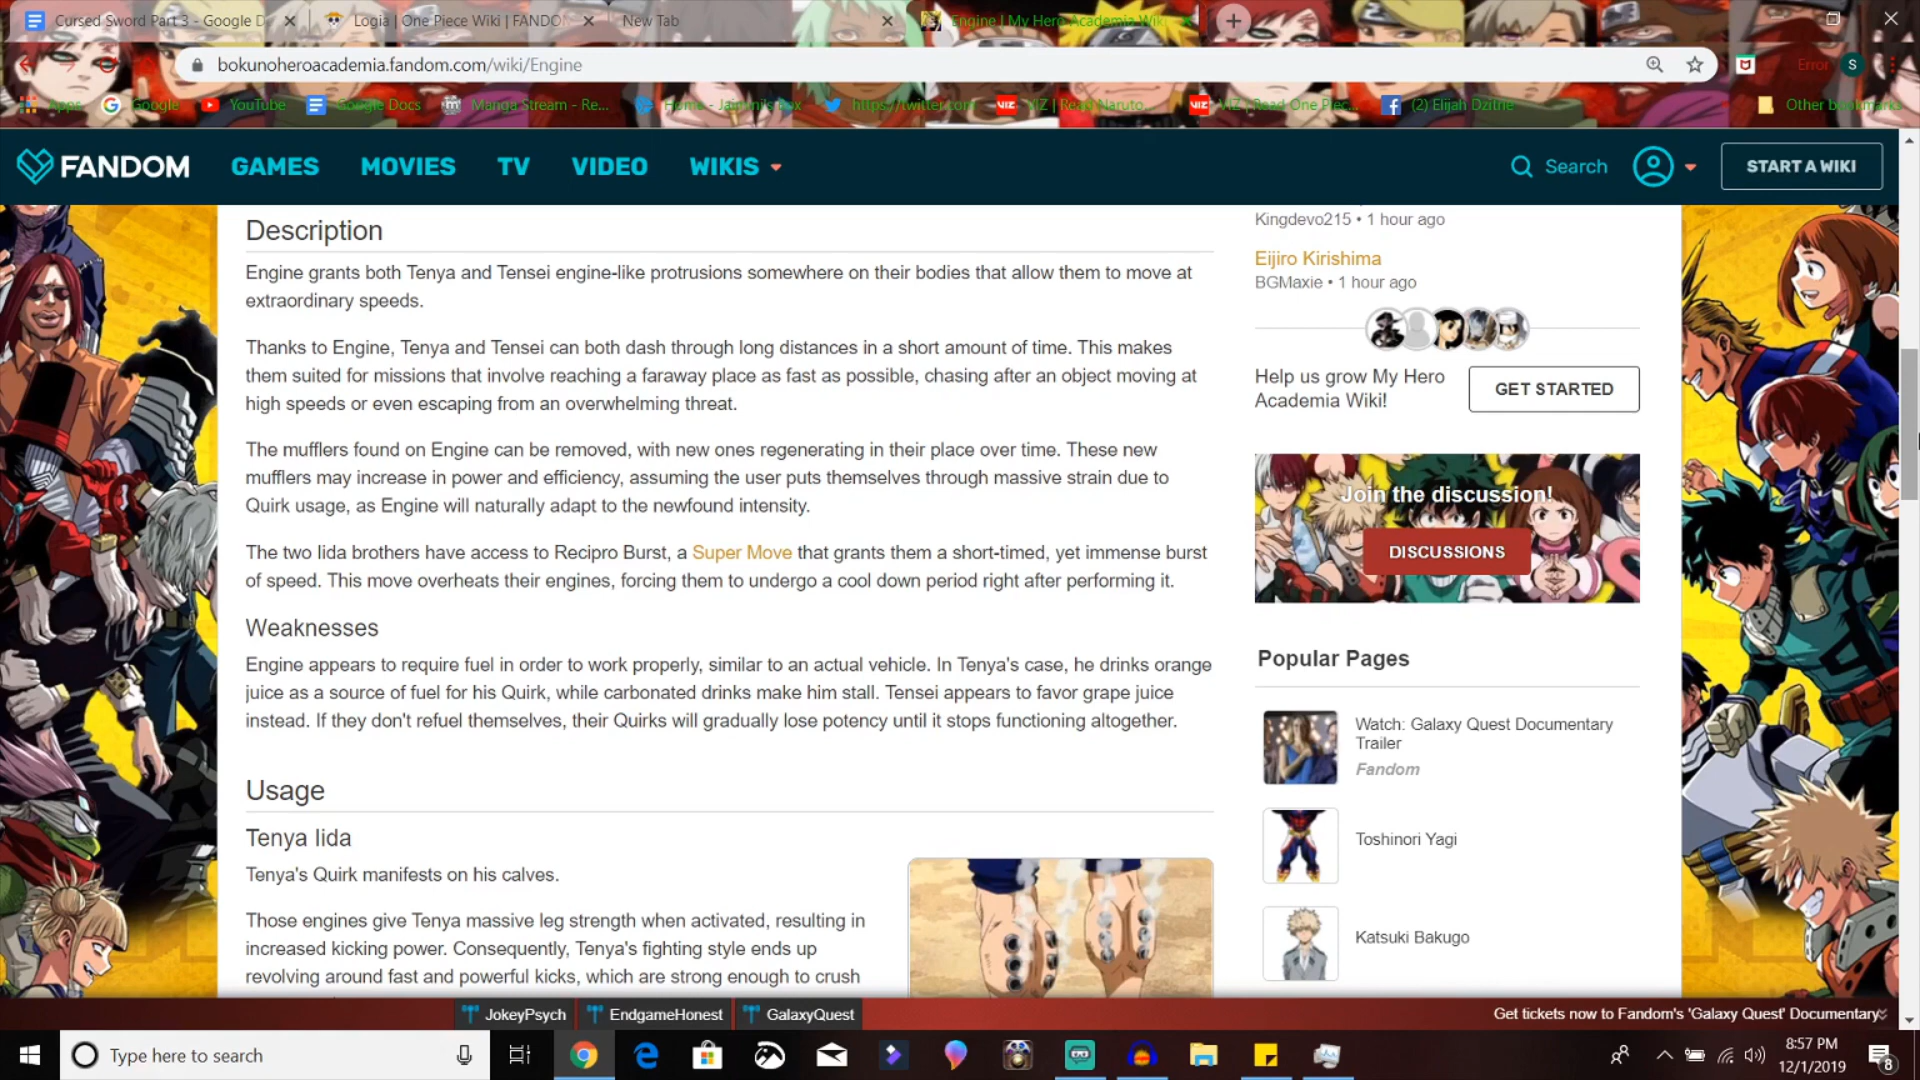 Cursed Sword Part 3 - Google D
Logia | One Piece Wiki | FANDO
New Tab
Engine | My Hero Academia Wiki
bokunoheroacademia.fandom.com/wiki/Engine
Error
S
Apps
Google
YouTube
Google Docs
Manga Stream - Re...
Home - Jaimini's Box
https://twitter.com
VIZ | Read Naruto...
VIZ | Read One Piec...
(2) Elijah Dzitne
Other bookmarks
FANDOM
GAMES
MOVIES
TV
VIDEO
WIKIS
Search
START A WIKI
Description
Engine grants both Tenya and Tensei engine-like protrusions somewhere on their bodies that allow them to move at
extraordinary speeds.
Thanks to Engine, Tenya and Tensei can both dash through long distances in a short amount of time. This makes
them suited for missions that involve reaching a faraway place as fast as possible, chasing after an object moving at
high speeds or even escaping from an overwhelming threat.
The mufflers found on Engine can be removed, with new ones regenerating in their place over time. These new
mufflers may increase in power and efficiency, assuming the user puts themselves through massive strain due to
Quirk usage, as Engine will naturally adapt to the newfound intensity.
The two Iida brothers have access to Recipro Burst, a Super Move that grants them a short-timed, yet immense burst
of speed. This move overheats their engines, forcing them to undergo a cool down period right after performing it.
Weaknesses
Engine appears to require fuel in order to work properly, similar to an actual vehicle. In Tenya's case, he drinks orange
juice as a source of fuel for his Quirk, while carbonated drinks make him stall. Tensei appears to favor grape juice
instead. If they don't refuel themselves, their Quirks will gradually lose potency until it stops functioning altogether.
Usage
Tenya Iida
Tenya's Quirk manifests on his calves.
Those engines give Tenya massive leg strength when activated, resulting in
increased kicking power. Consequently, Tenya's fighting style ends up
revolving around fast and powerful kicks, which are strong enough to crush
Kingdevo215 • 1 hour ago
Eijiro Kirishima
BGMaxie • 1 hour ago
Help us grow My Hero
Academia Wiki!
GET STARTED
Join the discussion!
DISCUSSIONS
Popular Pages
Watch: Galaxy Quest Documentary
Trailer
Fandom
Toshinori Yagi
Katsuki Bakugo
JokeyPsych
EndgameHonest
GalaxyQuest
Get tickets now to Fandom's 'Galaxy Quest' Documentary
Type here to search
8:57 PM
12/1/2019
8